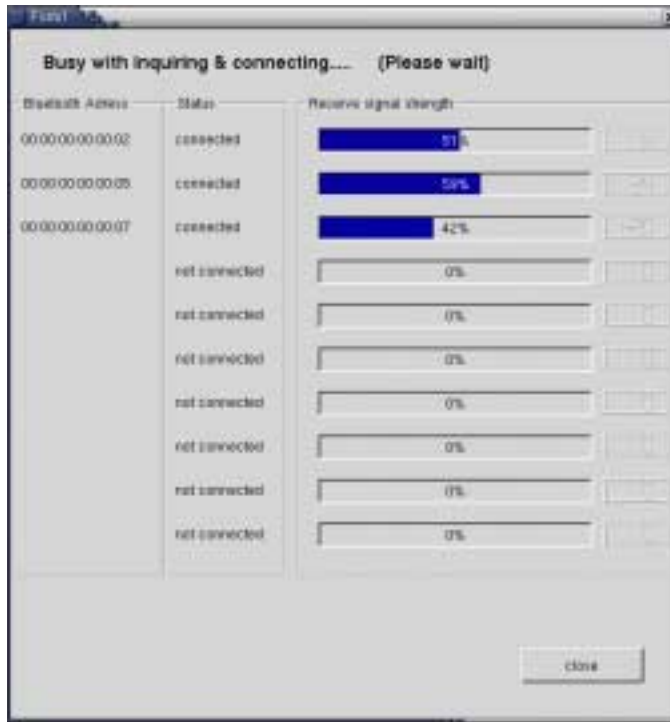 Form1
Busy with inquiring & connecting.... (Please wait)
Bluetooth Adress Status Receive signal strength
00:00:00:00:00:02 connected 51%
00:00:00:00:00:05 connected 59%
00:00:00:00:00:07 connected 42%
not connected 0%
not connected 0%
not connected 0%
not connected 0%
not connected 0%
not connected 0%
not connected 0%
close